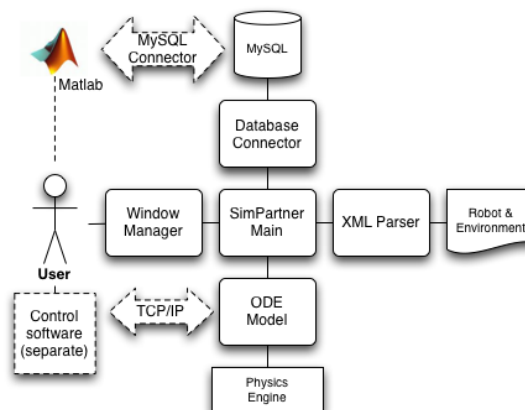 MySQL
Connector
MySQL
Matlab
Database
Connector
User
Window
Manager
SimPartner
Main
XML Parser
Robot &
Environment
Control
software
(separate)
TCP/IP
ODE
Model
Physics
Engine